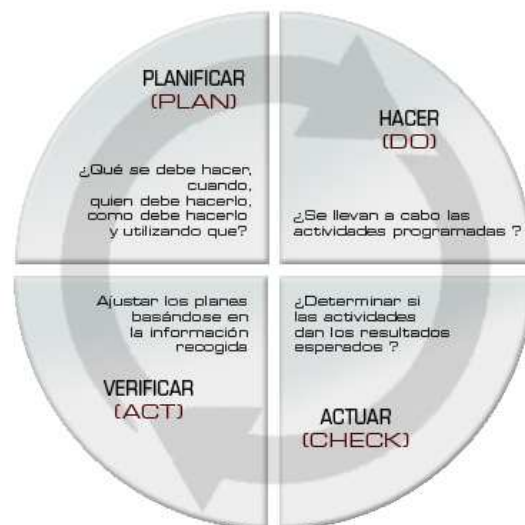 PLANIFICAR
(PLAN)
¿Qué se debe hacer,
cuando,
quien debe hacerlo,
como debe hacerlo
y utilizando que?
HACER
(DO)
¿Se llevan a cabo las
actividades programadas ?
Ajustar los planes
basándose en
la información
recogida
VERIFICAR
(ACT)
¿Determinar si
las actividades
dan los resultados
esperados ?
ACTUAR
(CHECK)